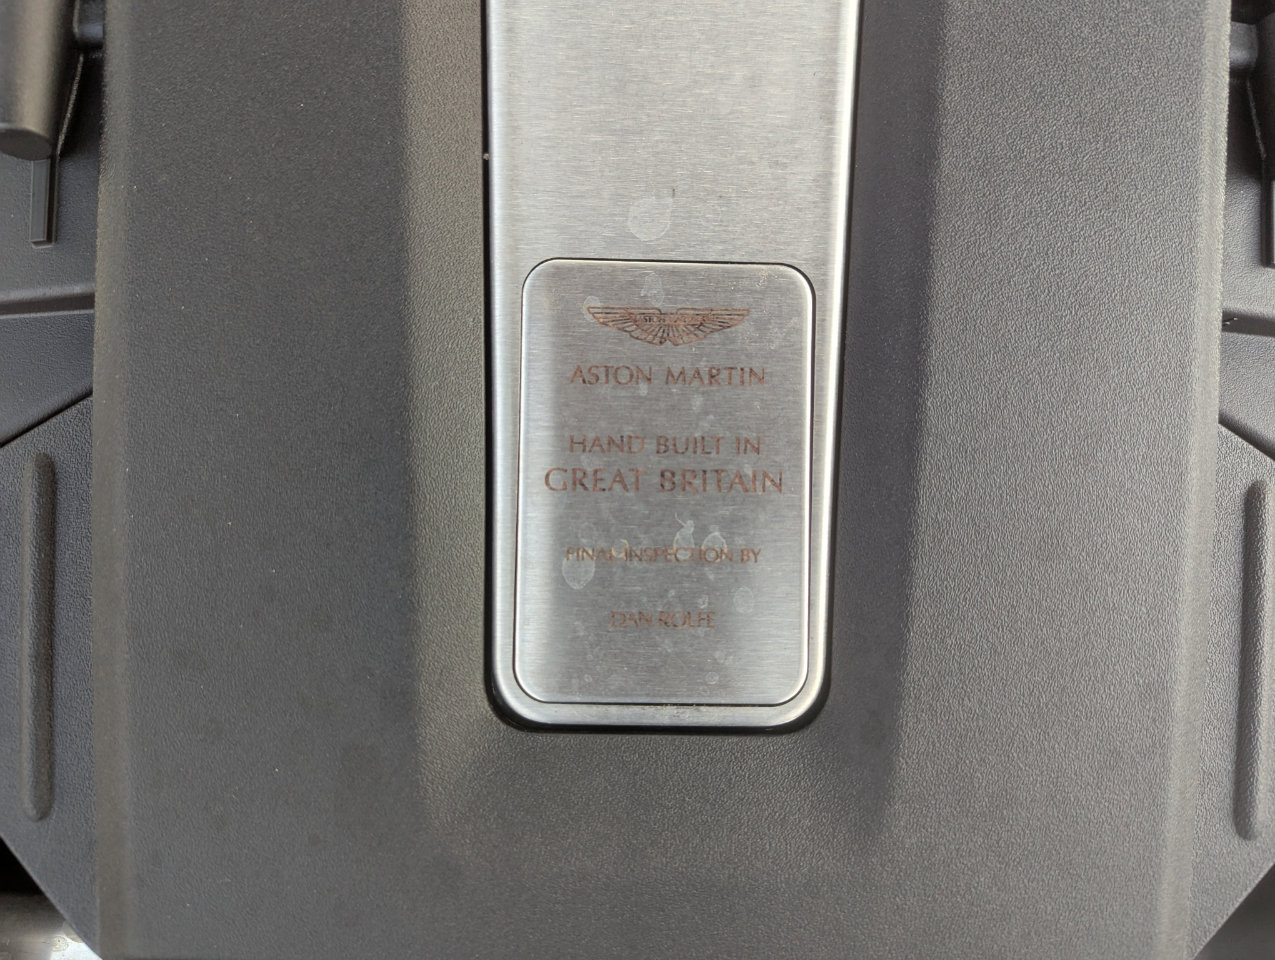 ASTON MARTIN
HAND BUILT IN
GREAT BRITAIN
FINAL INSPECTION BY
DAN ROLFE